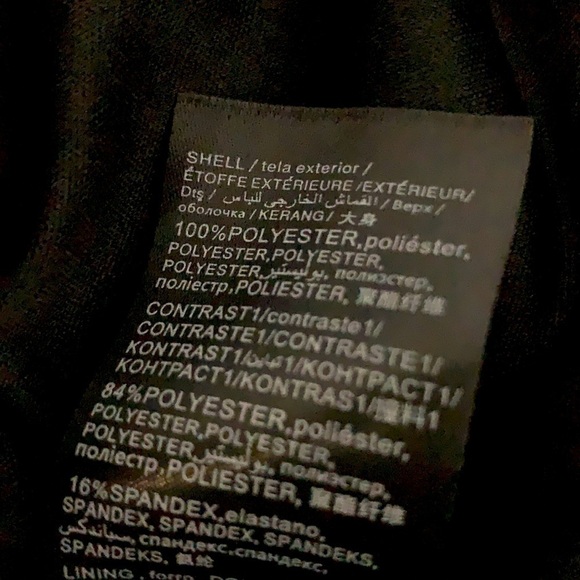 SHELL / tela exterior /
ÉTOFFE EXTÉRIEURE /EXTÉRIEUR/
Dış / القماش الخارجي للباس / Верх /
оболочка / KERANG / 大身
100%POLYESTER,poliéster,
POLYESTER,POLYESTER,
POLYESTER,بوليستر, полиэстер,
поліестр,POLIESTER, 聚酯纤维
CONTRAST1/contraste1/
CONTRASTE1/CONTRASTE1/
KONTRAST1/تباين1/КОНТРАСТ1/
КОНТРАСТ1/KONTRAS1/撞料1
84%POLYESTER,poliéster,
POLYESTER,POLYESTER,
POLYESTER,بوليستر, полиэстер,
поліестр,POLIESTER, 聚酯纤维
16%SPANDEX,elastano,
SPANDEX, SPANDEX, SPANDEX,
سباندكس, спандекс,спандекс,
SPANDEKS, 氨纶
LINING , forro,